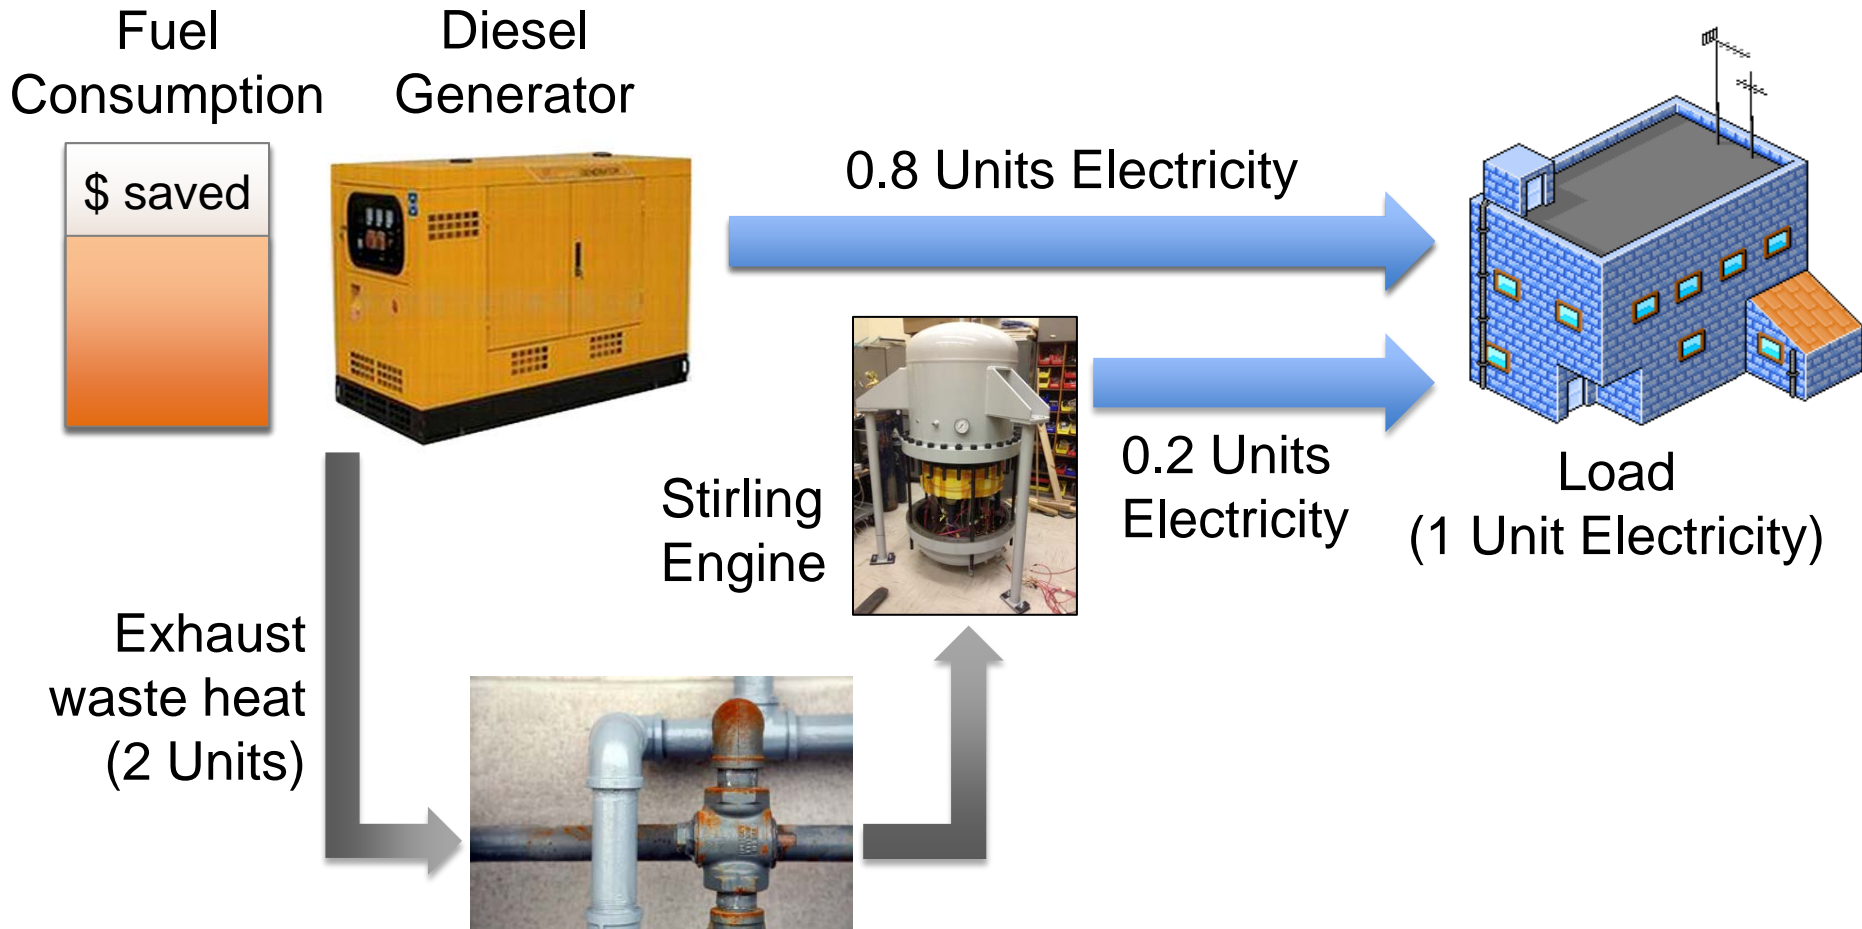 Fuel
Consumption
Diesel
Generator
$ saved
GENERATOR
0.8 Units Electricity
0.2 Units
Electricity
Stirling
Engine
Load
(1 Unit Electricity)
Exhaust
waste heat
(2 Units)